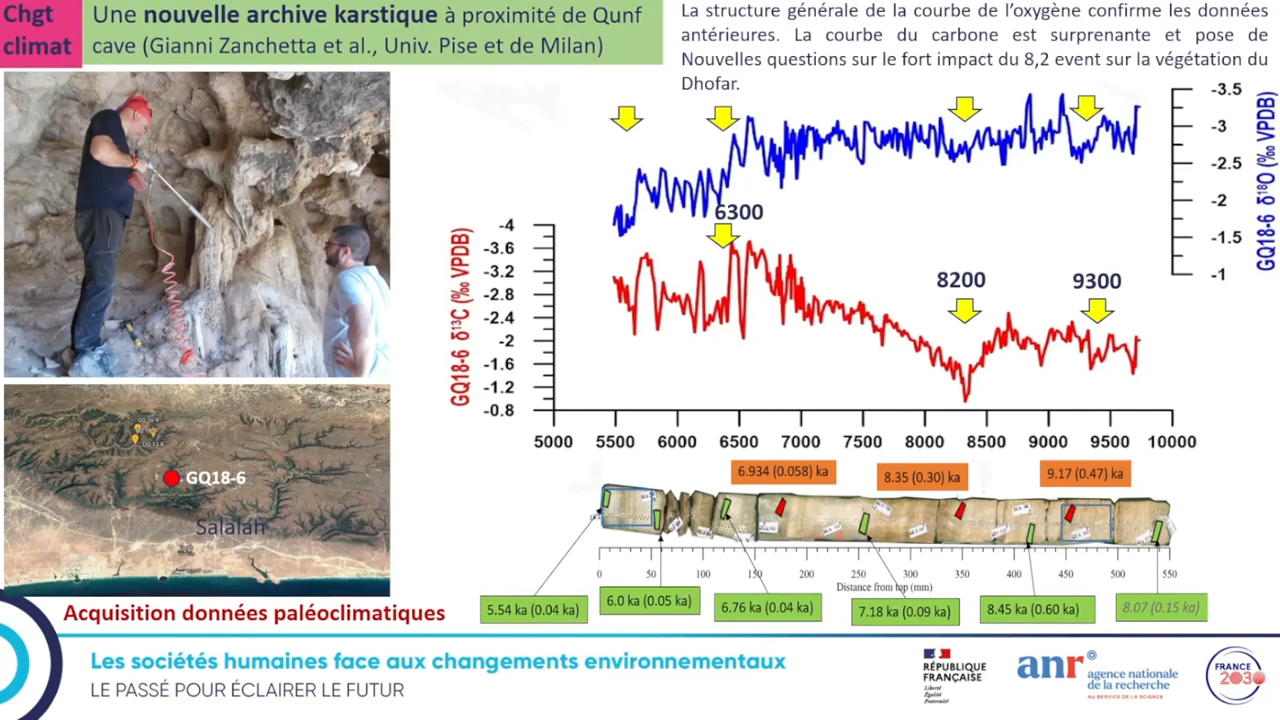 Chgt
climat
Une nouvelle archive karstique à proximité de Qunf
cave (Gianni Zanchetta et al., Univ. Pise et de Milan)
La structure générale de la courbe de l’oxygène confirme les données
antérieures. La courbe du carbone est surprenante et pose de
Nouvelles questions sur le fort impact du 8,2 event sur la végétation du
Dhofar.
-3.5
-3
-2.5
-2
-1.5
-1
GQ18-6 δ18O (‰ VPDB)
6300
8200
9300
GQ18-6 δ13C (‰ VPDB)
-4
-3.6
-3.2
-2.8
-2.4
-2
-1.6
-1.2
-0.8
5000 5500 6000 6500 7000 7500 8000 8500 9000 9500 10000
GQ18-6
Salalah
6.934 (0.058) ka
8.35 (0.30) ka
9.17 (0.47) ka
0 50 100 150 200 250 300 350 400 450 500 550
Distance from top (mm)
5.54 ka (0.04 ka)
6.0 ka (0.05 ka)
6.76 ka (0.04 ka)
7.18 ka (0.09 ka)
8.45 ka (0.60 ka)
8.07 (0.15 ka)
Acquisition données paléoclimatiques
Les sociétés humaines face aux changements environnementaux
LE PASSÉ POUR ÉCLAIRER LE FUTUR
RÉPUBLIQUE
FRANÇAISE
Liberté
Égalité
Fraternité
anr
agence nationale
de la recherche
AU SERVICE DE LA SCIENCE
FRANCE
2030